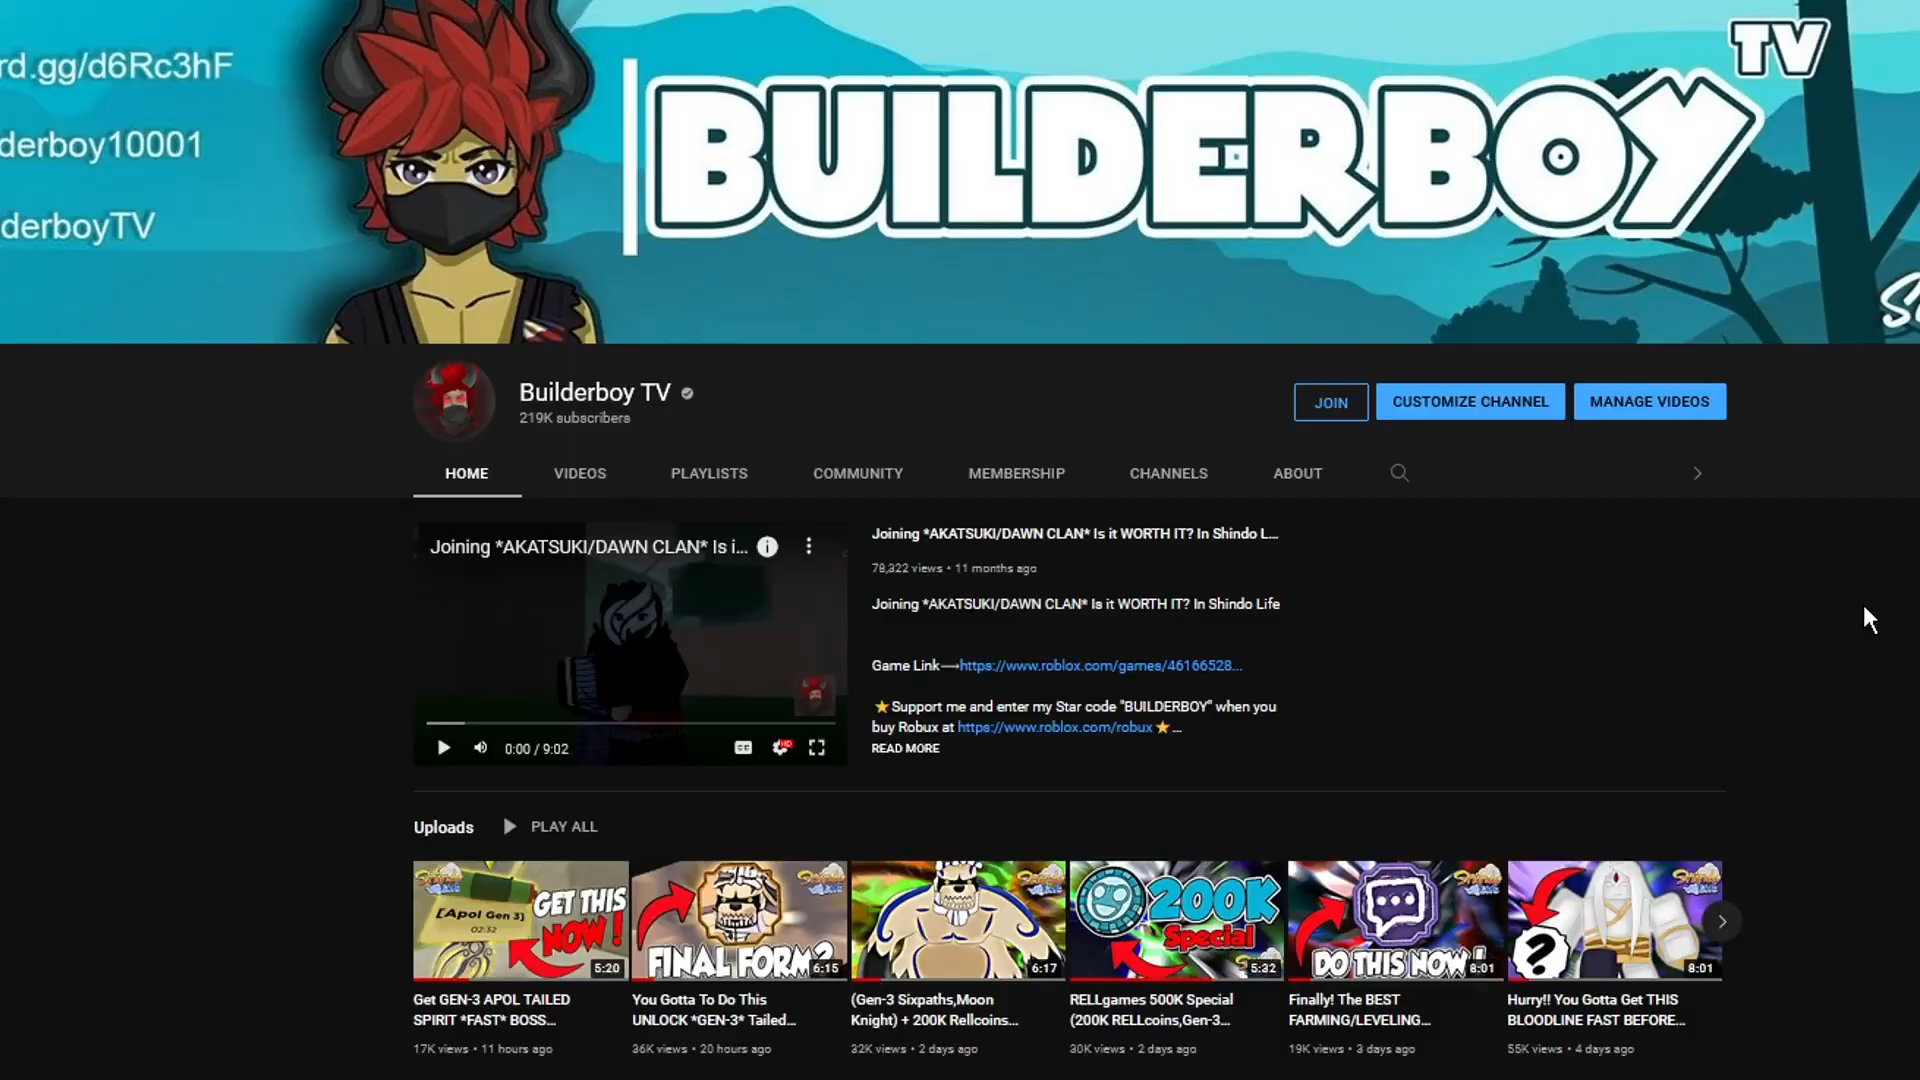 TV
rd.gg/d6Rc3hF
BUILDERBOY
derboy10001
derboyTV
Builderboy TV
219K subscribers
JOIN
CUSTOMIZE CHANNEL
MANAGE VIDEOS
HOME
VIDEOS
PLAYLISTS
COMMUNITY
MEMBERSHIP
CHANNELS
ABOUT
Joining *AKATSUKI/DAWN CLAN* Is i...
0:00 / 9:02
CC
HD
Joining *AKATSUKI/DAWN CLAN* Is it WORTH IT? In Shindo L...
78,322 views • 11 months ago
Joining *AKATSUKI/DAWN CLAN* Is it WORTH IT? In Shindo Life
Game Link—>https://www.roblox.com/games/46166528...
⭐Support me and enter my Star code "BUILDERBOY" when you
buy Robux at https://www.roblox.com/robux ⭐...
READ MORE
Uploads
PLAY ALL
[Apol Gen 3]
02:32
GET THIS
NOW!
5:20
Get GEN-3 APOL TAILED
SPIRIT *FAST* BOSS...
17K views • 11 hours ago
FINAL FORM?
6:15
You Gotta To Do This
UNLOCK *GEN-3* Tailed...
36K views • 20 hours ago
6:17
(Gen-3 Sixpaths,Moon
Knight) + 200K Rellcoins...
32K views • 2 days ago
200K
Special
5:32
RELLgames 500K Special
(200K RELLcoins,Gen-3...
30K views • 2 days ago
DO THIS NOW!
8:01
Finally! The BEST
FARMING/LEVELING...
19K views • 3 days ago
?
8:01
Hurry!! You Gotta Get THIS
BLOODLINE FAST BEFORE...
55K views • 4 days ago